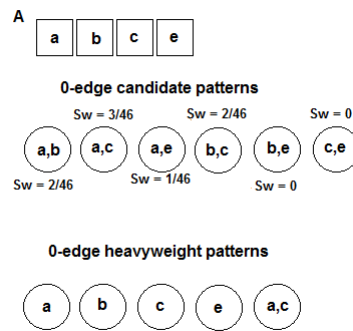 A
a b c e
0-edge candidate patterns
Sw = 3/46 Sw = 2/46 Sw = 0
a,b a,c a,e b,c b,e c,e
Sw = 2/46 Sw = 1/46 Sw = 0
0-edge heavyweight patterns
a b c e a,c